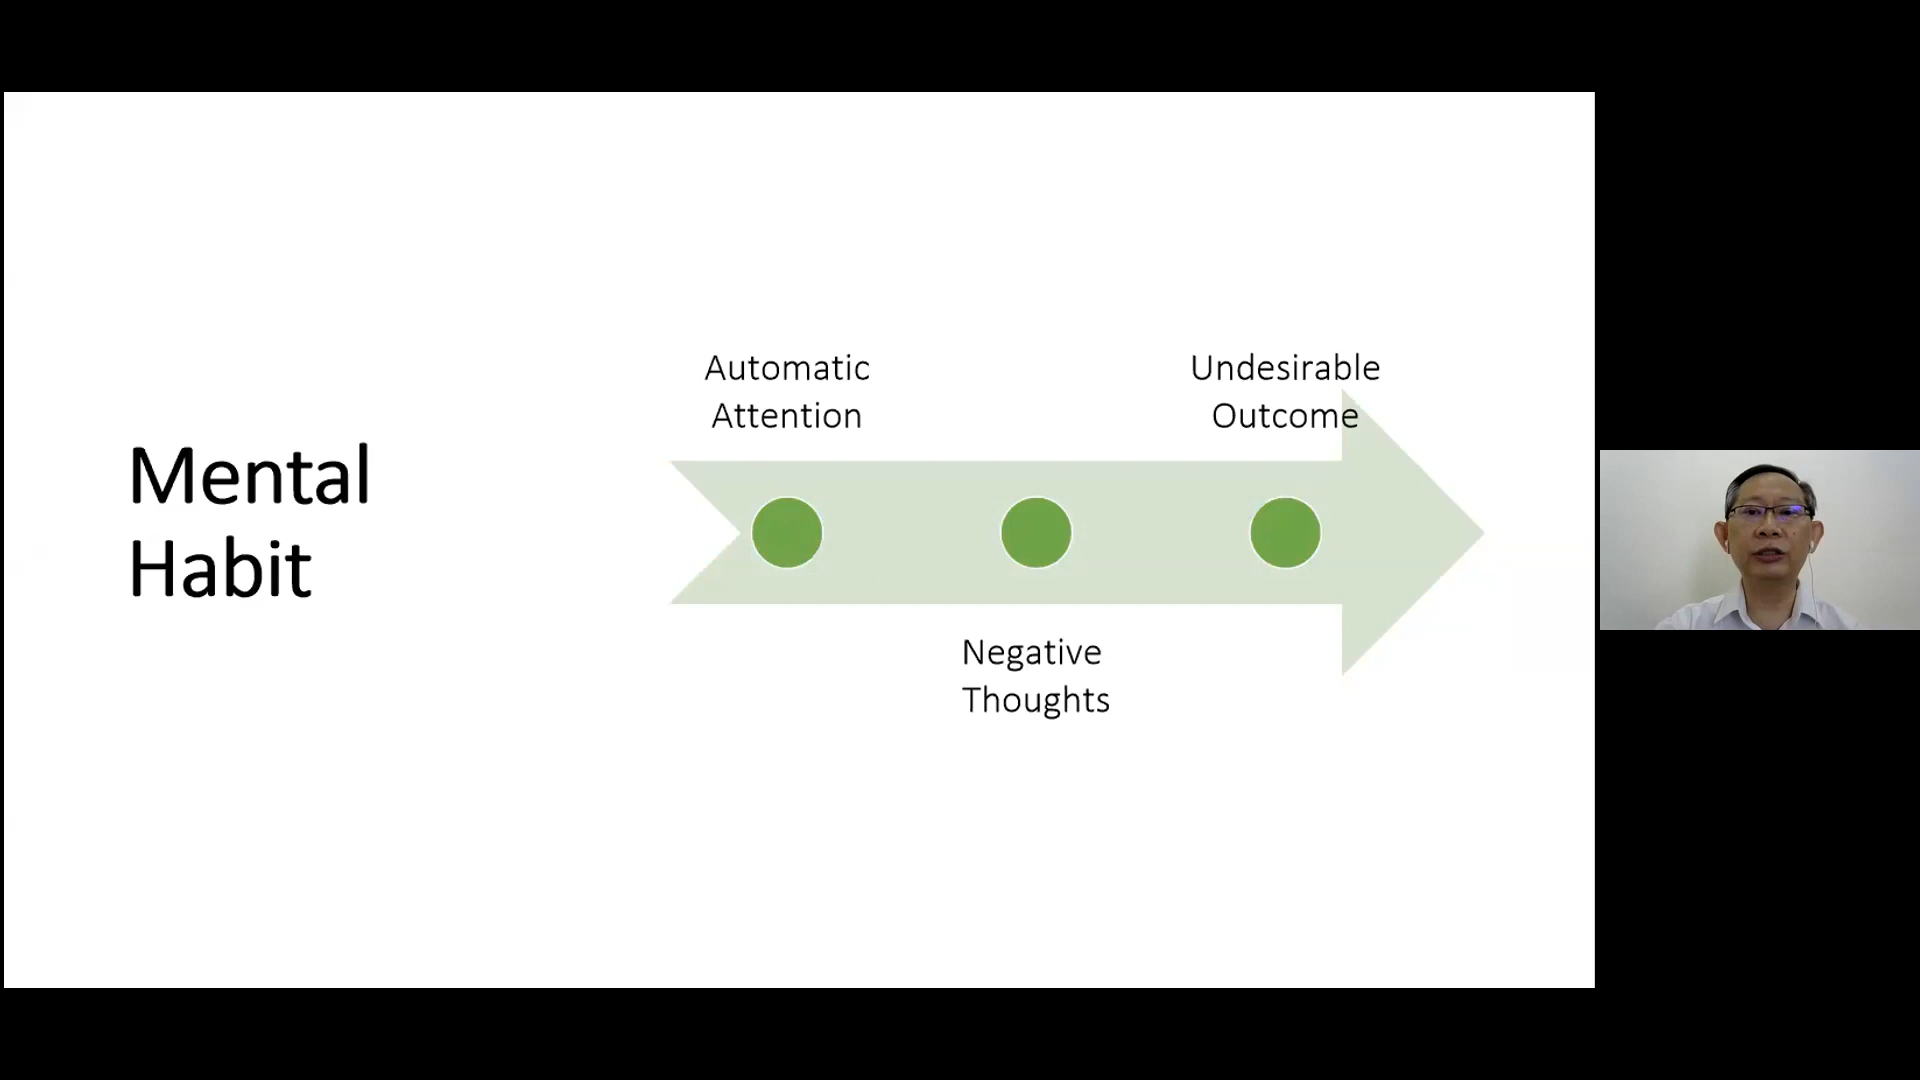 Mental
Habit
Automatic
Attention
Negative
Thoughts
Undesirable
Outcome